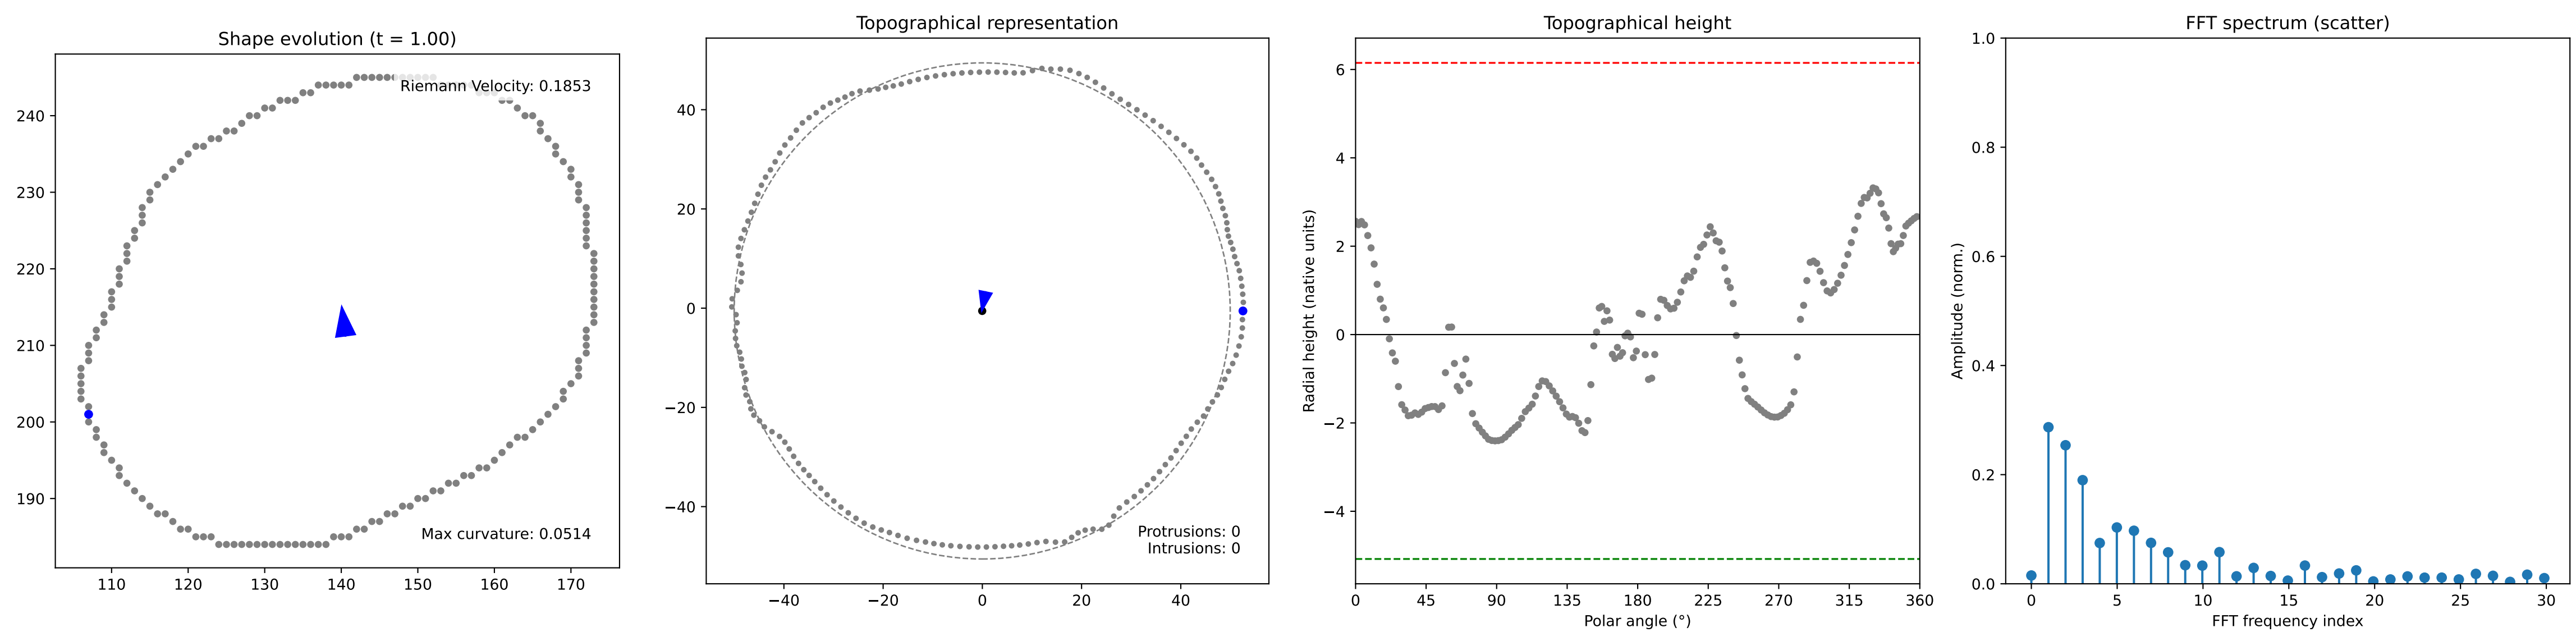 Shape evolution (t = 1.00)
240
230
220
210
200
190
110 120 130 140 150 160 170
Riemann Velocity: 0.1853
Max curvature: 0.0514
Topographical representation
40
20
0
−20
−40
−40 −20 0 20 40
Protrusions: 0
Intrusions: 0
Topographical height
Radial height (native units)
6
4
2
0
−2
−4
0 45 90 135 180 225 270 315 360
Polar angle (°)
FFT spectrum (scatter)
Amplitude (norm.)
1.0
0.8
0.6
0.4
0.2
0.0
0 5 10 15 20 25 30
FFT frequency index